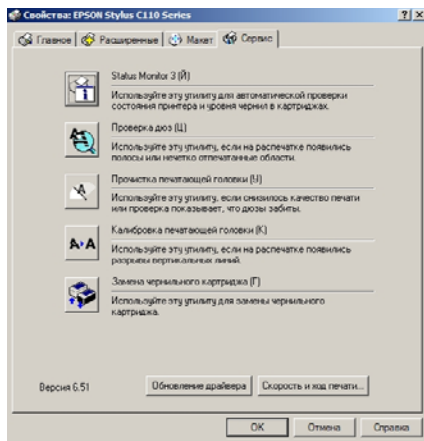 Свойства: EPSON Stylus C110 Series
Главное Расширенные Макет Сервис
Status Monitor 3 (Й)
Используйте эту утилиту для автоматической проверки
состояния принтера и уровня чернил в картриджах.
Проверка дюз (Ц)
Используйте эту утилиту, если на распечатке появились
полосы или нечетко отпечатанные области.
Прочистка печатающей головки (У)
Используйте эту утилиту, если снизилось качество печати
или проверка показывает, что дюзы забиты.
Калибровка печатающей головки (К)
Используйте эту утилиту, если на распечатке появились
разрывы вертикальных линий.
Замена чернильного картриджа (Г)
Используйте эту утилиту для замены чернильного
картриджа.
Версия 6.51
Обновление драйвера
Скорость и ход печати...
OK Отмена Справка